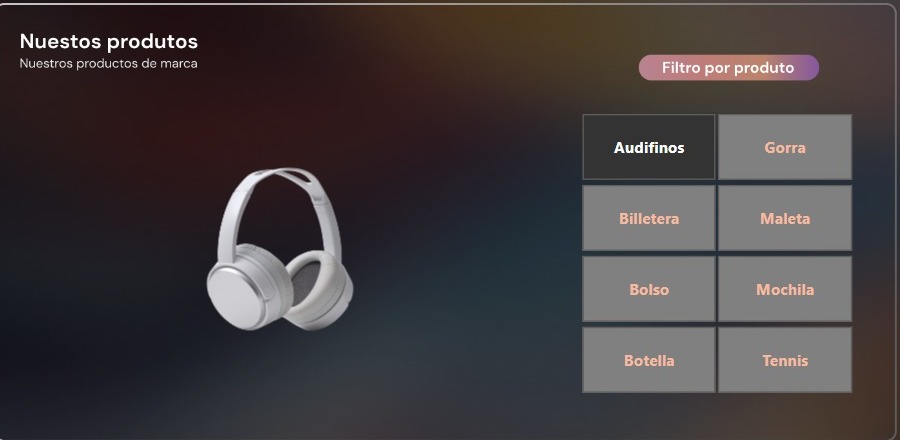 Nuestos produtos
Nuestros productos de marca
Filtro por produto
Audifinos
Gorra
Billetera
Maleta
Bolso
Mochila
Botella
Tennis